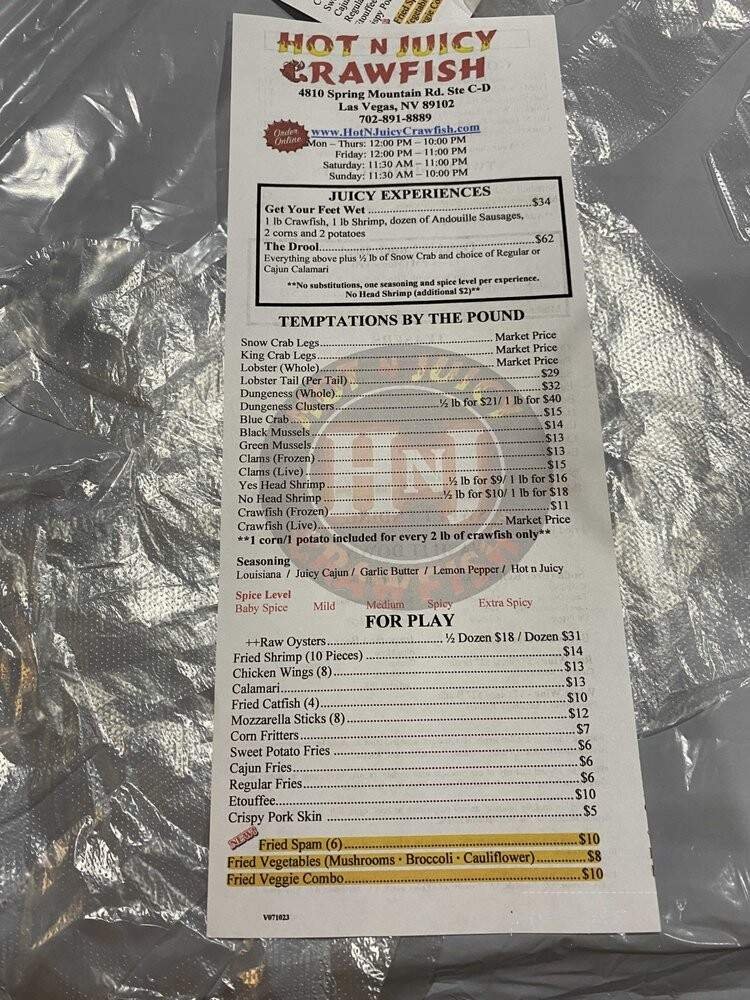 HOT N JUICY
CRAWFISH
4810 Spring Mountain Rd. Ste C-D
Las Vegas, NV 89102
702-891-8889
Order Online
www.HotNJuicyCrawfish.com
Mon – Thurs: 12:00 PM – 10:00 PM
Friday: 12:00 PM – 11:00 PM
Saturday: 11:30 AM – 11:00 PM
Sunday: 11:30 AM – 10:00 PM
JUICY EXPERIENCES
Get Your Feet Wet ........ $34
1 lb Crawfish, 1 lb Shrimp, dozen of Andouille Sausages,
2 corns and 2 potatoes
The Drool........ $62
Everything above plus ½ lb of Snow Crab and choice of Regular or
Cajun Calamari
**No substitutions, one seasoning and spice level per experience.
No Head Shrimp (additional $2)**
TEMPTATIONS BY THE POUND
Snow Crab Legs........ Market Price
King Crab Legs........ Market Price
Lobster (Whole)........ Market Price
Lobster Tail (Per Tail)........ $29
Dungeness (Whole)........ $32
Dungeness Clusters........ ½ lb for $21/ 1 lb for $40
Blue Crab........ $15
Black Mussels........ $14
Green Mussels........ $13
Clams (Frozen)........ $13
Clams (Live)........ $15
Yes Head Shrimp........ ½ lb for $9/ 1 lb for $16
No Head Shrimp........ ½ lb for $10/ 1 lb for $18
Crawfish (Frozen)........ $11
Crawfish (Live)........ Market Price
**1 corn/1 potato included for every 2 lb of crawfish only**
Seasoning
Louisiana / Juicy Cajun / Garlic Butter / Lemon Pepper / Hot n Juicy
Spice Level
Baby Spice Mild Medium Spicy Extra Spicy
FOR PLAY
++Raw Oysters........ ½ Dozen $18 / Dozen $31
Fried Shrimp (10 Pieces) ........ $14
Chicken Wings (8)........ $13
Calamari........ $13
Fried Catfish (4)........ $10
Mozzarella Sticks (8)........ $12
Corn Fritters........ $7
Sweet Potato Fries ........ $6
Cajun Fries........ $6
Regular Fries........ $6
Etouffee........ $10
Crispy Pork Skin ........ $5
NEW!
Fried Spam (6)........ $10
Fried Vegetables (Mushrooms · Broccoli · Cauliflower)........ $8
Fried Veggie Combo........ $10
V071023